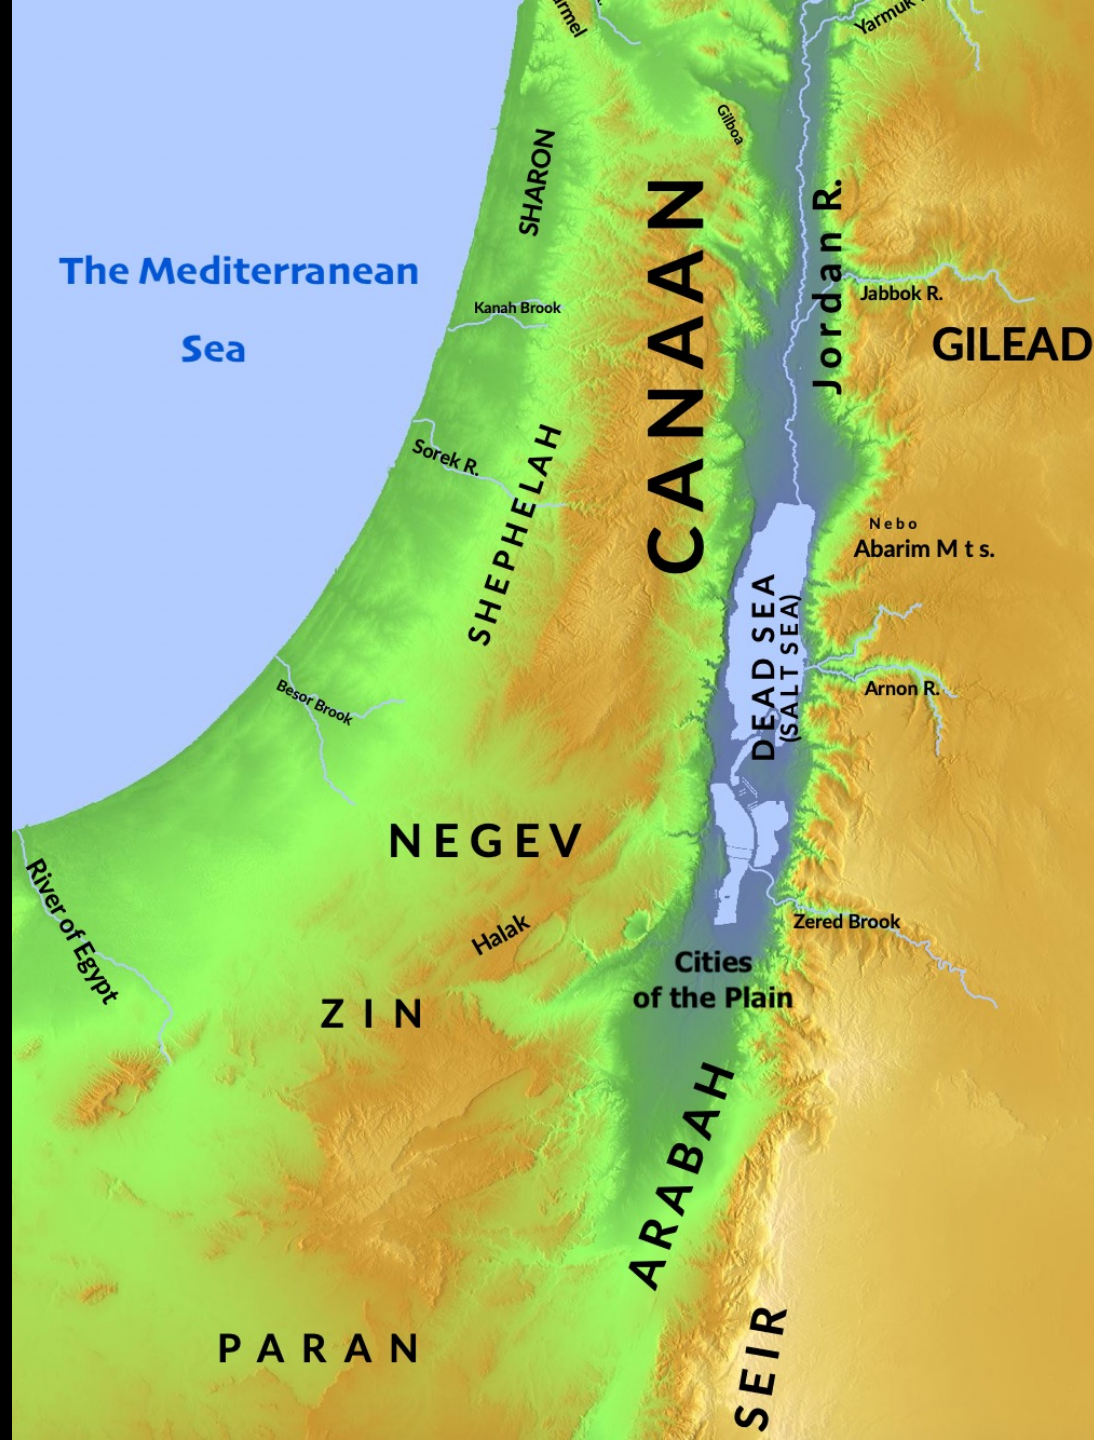 Yarmuk
Gilboa
SHARON
CANAAN
Jordan R.
The Mediterranean
Sea
Jabbok R.
Kanah Brook
GILEAD
Sorek R.
SHEPHELAH
Nebo
Abarim Mts.
DEAD SEA
(SALT SEA)
Arnon R.
Besor Brook
NEGEV
River of Egypt
Halak
Zered Brook
Cities
of the Plain
ZIN
ARABAH
PARAN
SEIR